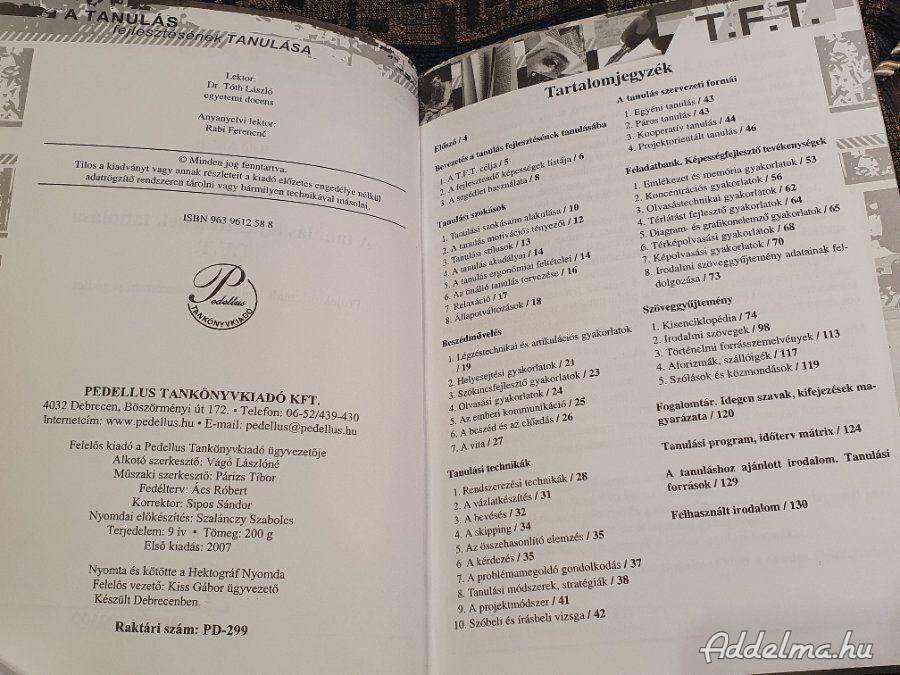 A TANULÁS
fejlesztésének TANULÁSA
Lektor:
Dr. Tóth László
egyetemi docens
Anyanyelvi lektor:
Rabi Ferencné
© Minden jog fenntartva.
Tilos a kiadványt vagy annak részleteit a kiadó előzetes engedélye nélkül
adatrögzítő rendszeren tárolni vagy bármilyen technikával másolni.
ISBN 963 9612 58 8
Pedellus
TANKÖNYVKIADÓ
PEDELLUS TANKÖNYVKIADÓ KFT.
4032 Debrecen, Böszörményi út 172. • Telefon: 06-52/439-430
Internetcím: www.pedellus.hu • E-mail: pedellus@pedellus.hu
Felelős kiadó a Pedellus Tankönyvkiadó ügyvezetője
Alkotó szerkesztő: Vágó Lászlóné
Műszaki szerkesztő: Párizs Tibor
Fedélterv: Ács Róbert
Korrektor: Sipos Sándor
Nyomdai előkészítés: Szalánczy Szabolcs
Terjedelem: 9 ív • Tömeg: 200 g
Első kiadás: 2007
Nyomta és kötötte a Hektográf Nyomda
Felelős vezető: Kiss Gábor ügyvezető
Készült Debrecenben.
Raktári szám: PD-299
T.F.T.
Tartalomjegyzék
Előszó / 4
Bevezetés a tanulás fejlesztésének tanulásába
1. A T.F.T. célja / 5
2. A fejlesztendő képességek listája / 6
3. A segédlet használata / 8
Tanulási szokások
1. Tanulási szokásaim alakulása / 10
2. A tanulás motivációs tényezői / 12
3. Tanulási stílusok / 13
4. A tanulás akadályai / 14
5. A tanulás ergonómiai feltételei / 14
6. Az önálló tanulás tervezése / 16
7. Relaxáció / 17
8. Állapotváltozások / 18
Beszédművelés
1. Légzéstechnikai és artikulációs gyakorlatok
/ 19
2. Helyesejtési gyakorlatok / 21
3. Szókincsfejlesztő gyakorlatok / 23
4. Olvasási gyakorlatok / 24
5. Az emberi kommunikáció / 25
6. A beszéd és az előadás / 26
7. A vita / 27
Tanulási technikák
1. Rendszerezési technikák / 28
2. A vázlatkészítés / 31
3. A bevésés / 32
4. A skipping / 34
5. Az összehasonlító elemzés / 35
6 A kérdezés / 35
7. A problémamegoldó gondolkodás / 37
8. Tanulási módszerek, stratégiák / 38
9. A projektmódszer / 41
10. Szóbeli és írásbeli vizsga / 42
A tanulás szervezeti formái
1. Egyéni tanulás / 43
2. Páros tanulás / 43
3. Kooperatív tanulás / 44
4. Projektorientált tanulás / 46
Feladatbank. Képességfejlesztő tevékenységek
1. Emlékezet és memória gyakorlatok / 53
2. Koncentrációs gyakorlatok / 56
3. Olvasástechnikai gyakorlatok / 62
4. Térlátást fejlesztő gyakorlatok / 64
5. Diagram- és grafikonelemző gyakorlatok / 65
6. Térképolvasási gyakorlatok / 68
7. Képolvasási gyakorlatok / 70
8. Irodalmi szöveggyűjtemény adatainak fel-
dolgozása / 73
Szöveggyűjtemény
1. Kisenciklopédia / 74
2. Irodalmi szövegek / 98
3. Történelmi forrásszemelvények / 113
4. Aforizmák, szállóigék / 117
5. Szólások és közmondások / 119
Fogalomtár. Idegen szavak, kifejezések ma-
gyarázata / 120
Tanulási program, időterv mátrix / 124
A tanuláshoz ajánlott irodalom. Tanulási
források / 129
Felhasznált irodalom / 130
Addelma.hu